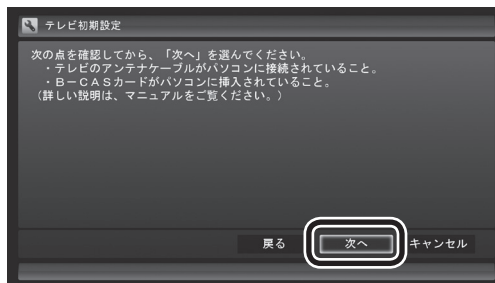 テレビ初期設定
次の点を確認してから、「次へ」を選んでください。
・テレビのアンテナケーブルがパソコンに接続されていること。
・B－CASカードがパソコンに挿入されていること。
（詳しい説明は、マニュアルをご覧ください。）
戻る 次へ キャンセル